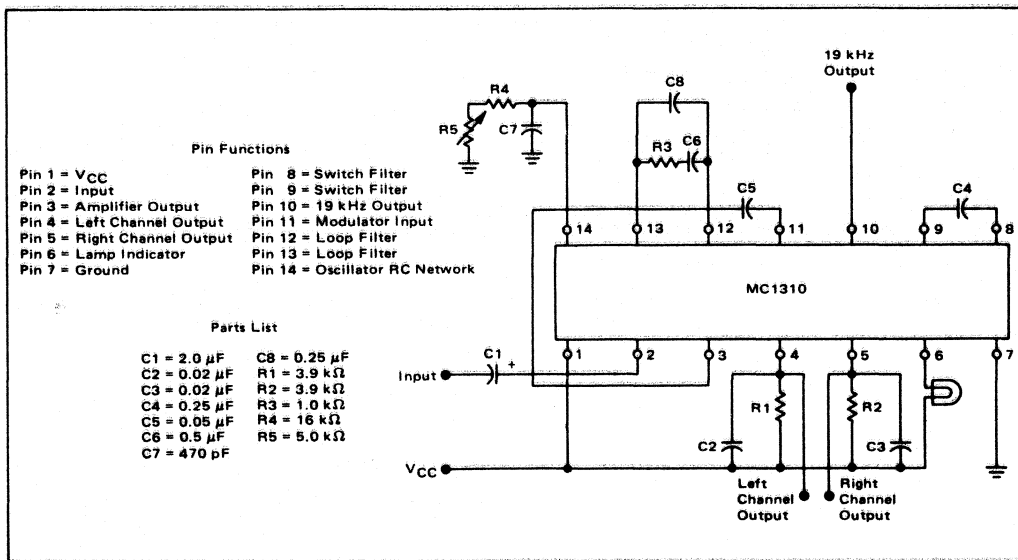 Pin Functions
Pin 1 = VCC
Pin 2 = Input
Pin 3 = Amplifier Output
Pin 4 = Left Channel Output
Pin 5 = Right Channel Output
Pin 6 = Lamp Indicator
Pin 7 = Ground
Pin 8 = Switch Filter
Pin 9 = Switch Filter
Pin 10 = 19 kHz Output
Pin 11 = Modulator Input
Pin 12 = Loop Filter
Pin 13 = Loop Filter
Pin 14 = Oscillator RC Network
Parts List
C1 = 2.0 µF
C2 = 0.02 µF
C3 = 0.02 µF
C4 = 0.25 µF
C5 = 0.05 µF
C6 = 0.5 µF
C7 = 470 pF
C8 = 0.25 µF
R1 = 3.9 kΩ
R2 = 3.9 kΩ
R3 = 1.0 kΩ
R4 = 16 kΩ
R5 = 5.0 kΩ
19 kHz
Output
R4
R5
C7
C8
R3
C6
C5
C4
14
13
12
11
10
9
8
MC1310
1
2
3
4
5
6
7
Input
C1
+
C2
R1
R2
C3
VCC
Left
Channel
Output
Right
Channel
Output